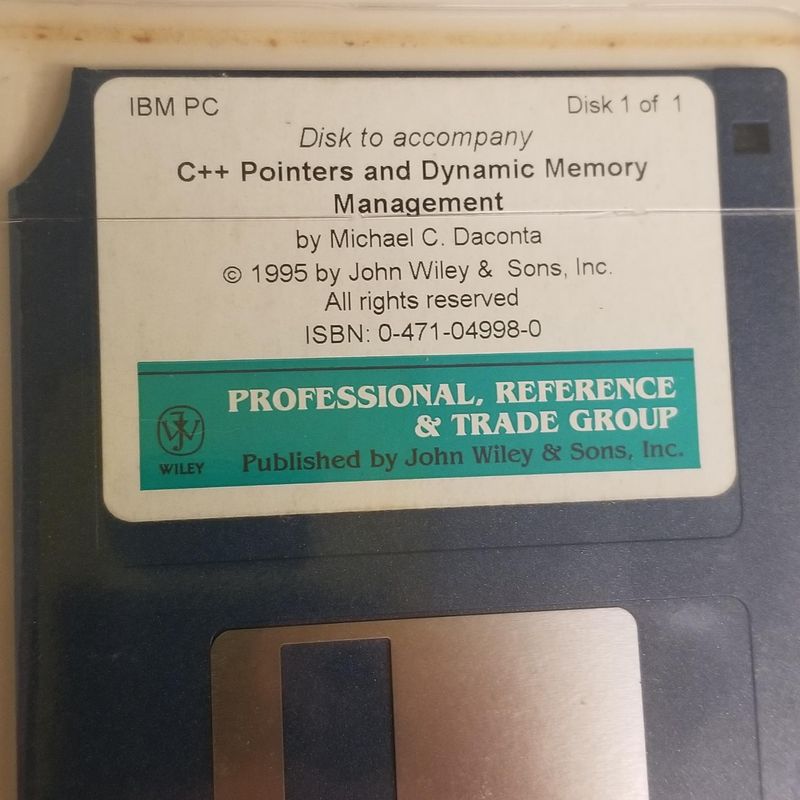 IBM PC
Disk 1 of 1
Disk to accompany
C++ Pointers and Dynamic Memory
Management
by Michael C. Daconta
© 1995 by John Wiley & Sons, Inc.
All rights reserved
ISBN: 0-471-04998-0
PROFESSIONAL, REFERENCE
& TRADE GROUP
WILEY
Published by John Wiley & Sons, Inc.